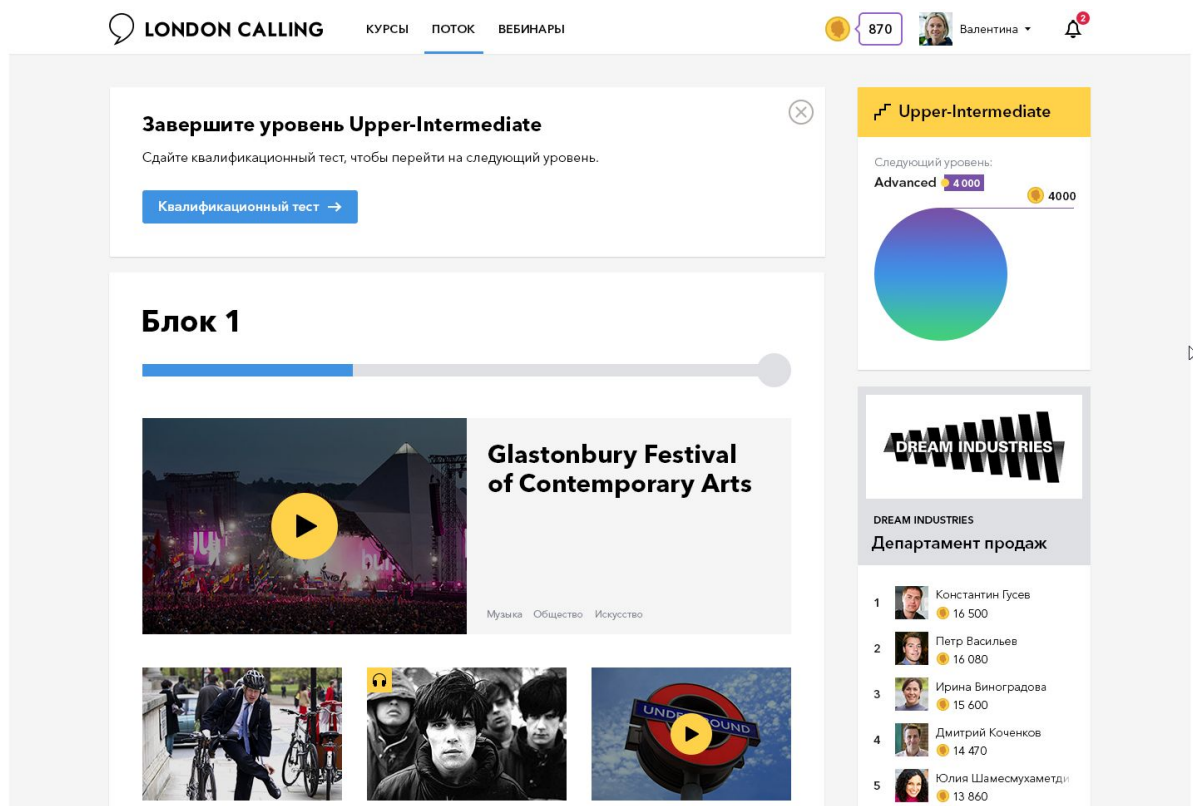 LONDON CALLING
КУРСЫ ПОТОК ВЕБИНАРЫ
870
Валентина
2
Завершите уровень Upper-Intermediate
Сдайте квалификационный тест, чтобы перейти на следующий уровень.
Квалификационный тест →
Блок 1
Glastonbury Festival
of Contemporary Arts
Музыка Общество Искусство
UNDERGROUND
Upper-Intermediate
Следующий уровень:
Advanced 4 000
4000
DREAM INDUSTRIES
DREAM INDUSTRIES
Департамент продаж
1 Константин Гусев
16 500
2 Петр Васильев
16 080
3 Ирина Виноградова
15 600
4 Дмитрий Коченков
14 470
5 Юлия Шамесмухаметди
13 860